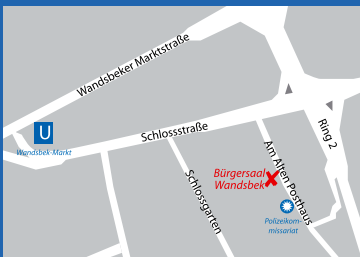 Wandsbeker Marktstraße
U
Wandsbek-Markt
Schlossstraße
Ring 2
Am Alten Posthaus
Schlossgarten
Bürgersaal
Wandsbek
Polizeikom-
missariat